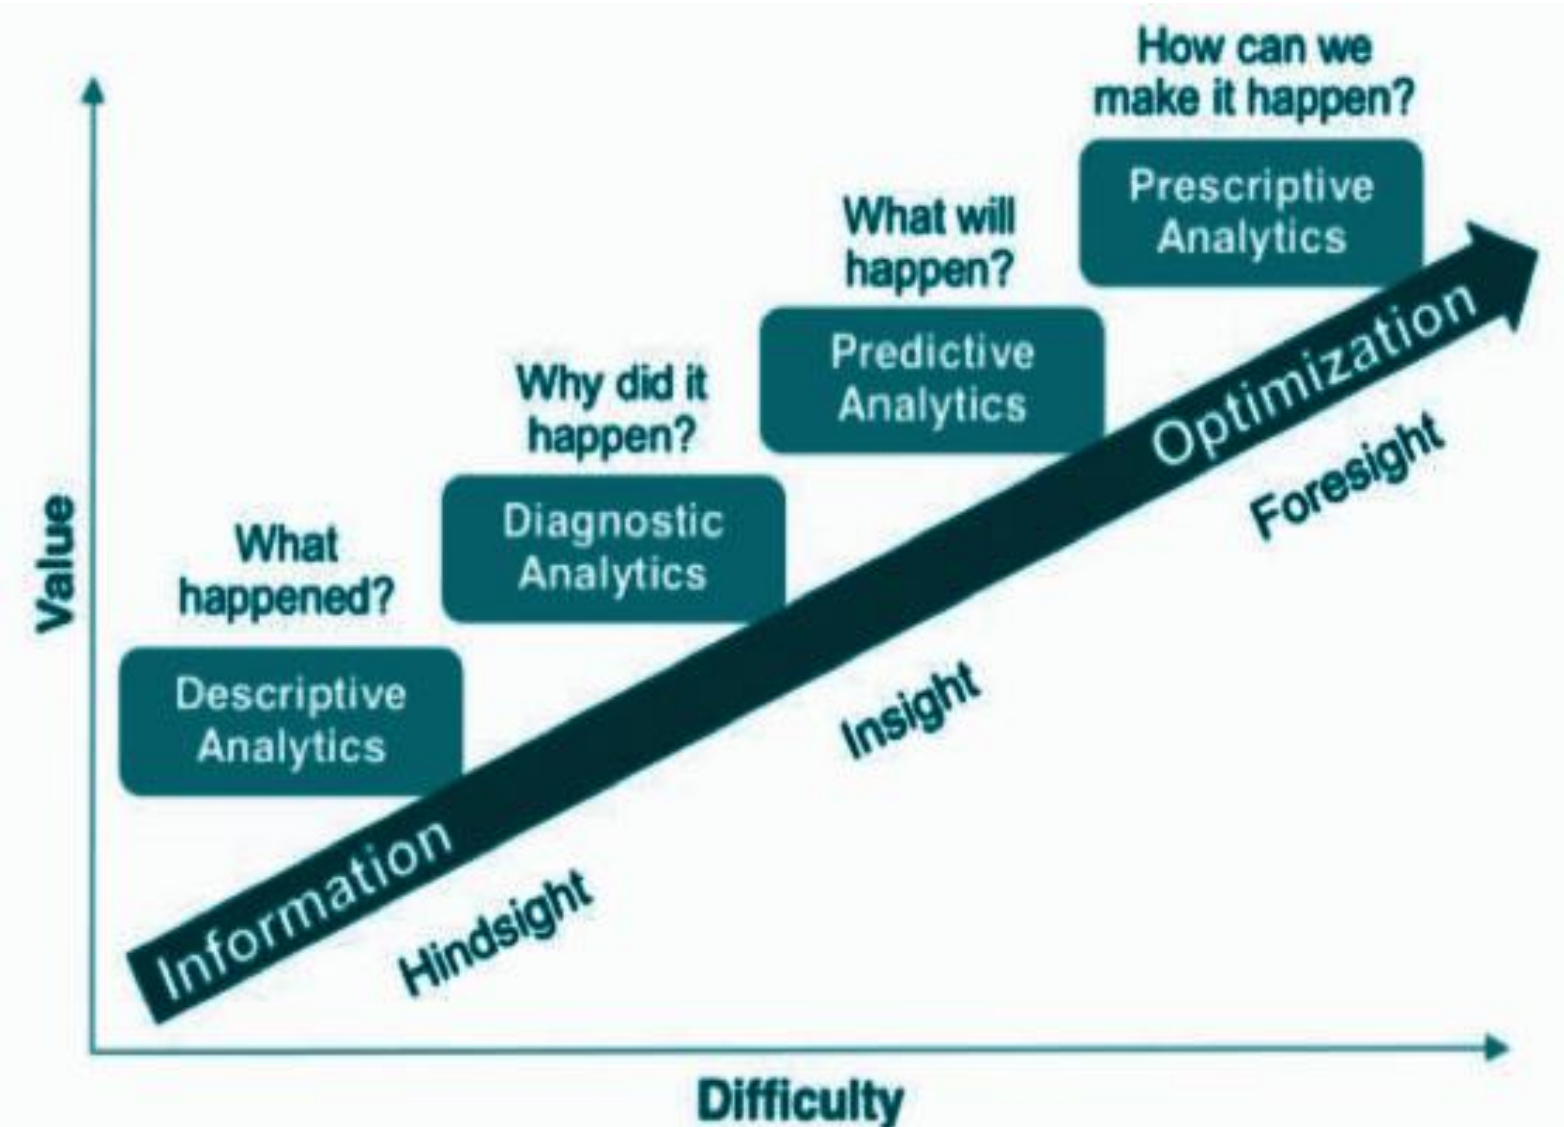 How can we
make it happen?
Prescriptive
Analytics
What will
happen?
Predictive
Analytics
Why did it
happen?
Diagnostic
Analytics
What
happened?
Descriptive
Analytics
Value
Information
Optimization
Hindsight
Insight
Foresight
Difficulty